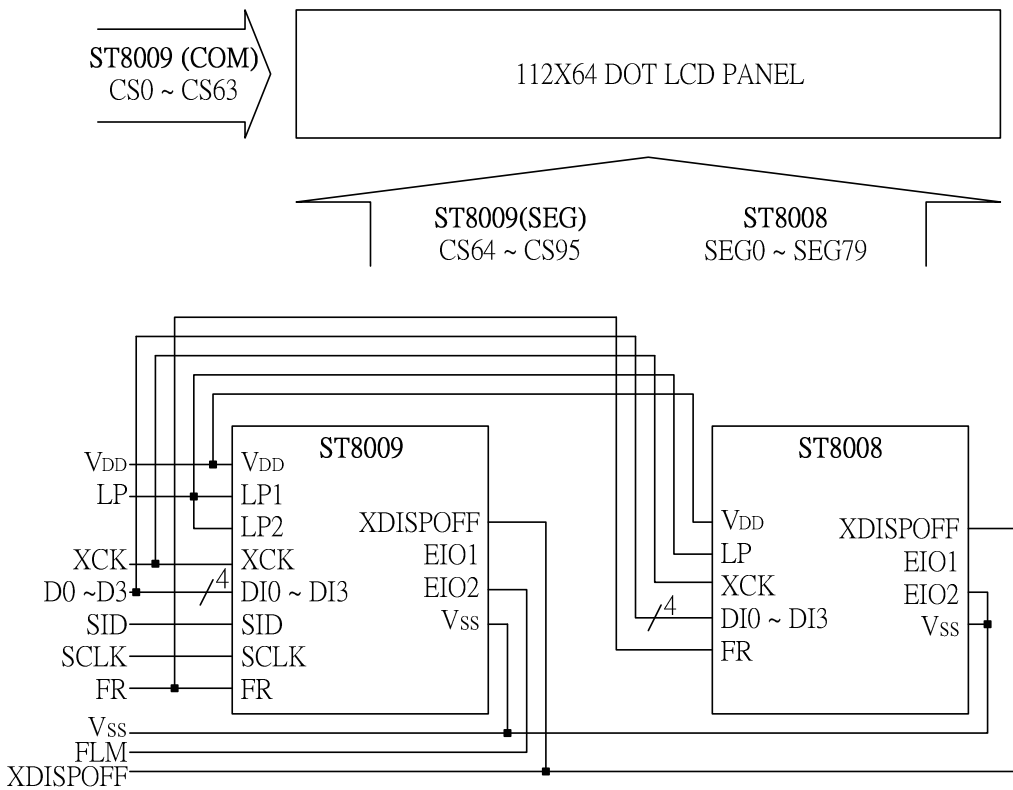 ST8009 (COM)
CS0 ~ CS63
112X64 DOT LCD PANEL
ST8009(SEG)
CS64 ~ CS95
ST8008
SEG0 ~ SEG79
ST8009
VDD
VDD
LP
LP1
LP2
XCK
XCK
D0 ~D3
4
DI0 ~ DI3
SID
SID
SCLK
SCLK
FR
FR
XDISPOFF
EIO1
EIO2
VSS
ST8008
VDD
LP
XCK
4
DI0 ~ DI3
FR
XDISPOFF
EIO1
EIO2
VSS
VSS
FLM
XDISPOFF